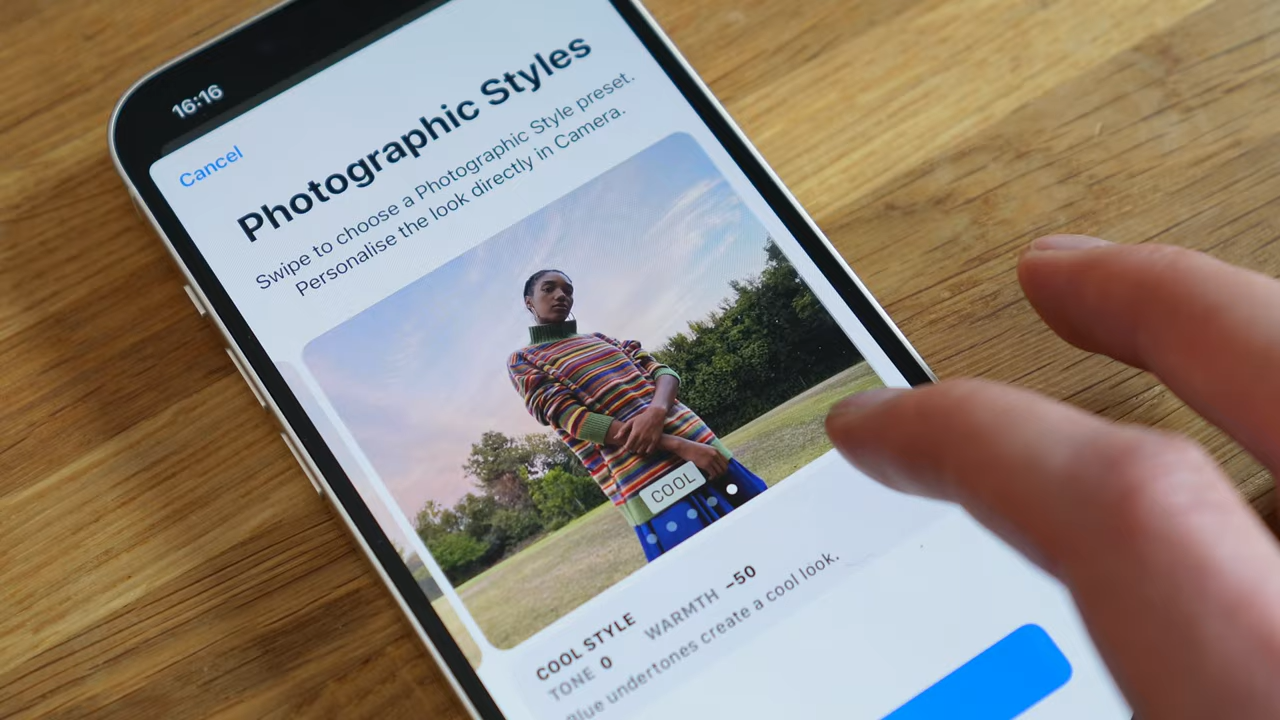 16:16
Cancel
Photographic Styles
Swipe to choose a Photographic Style preset.
Personalise the look directly in Camera.
COOL
COOL STYLE
TONE 0 WARMTH −50
Blue undertones create a cool look.